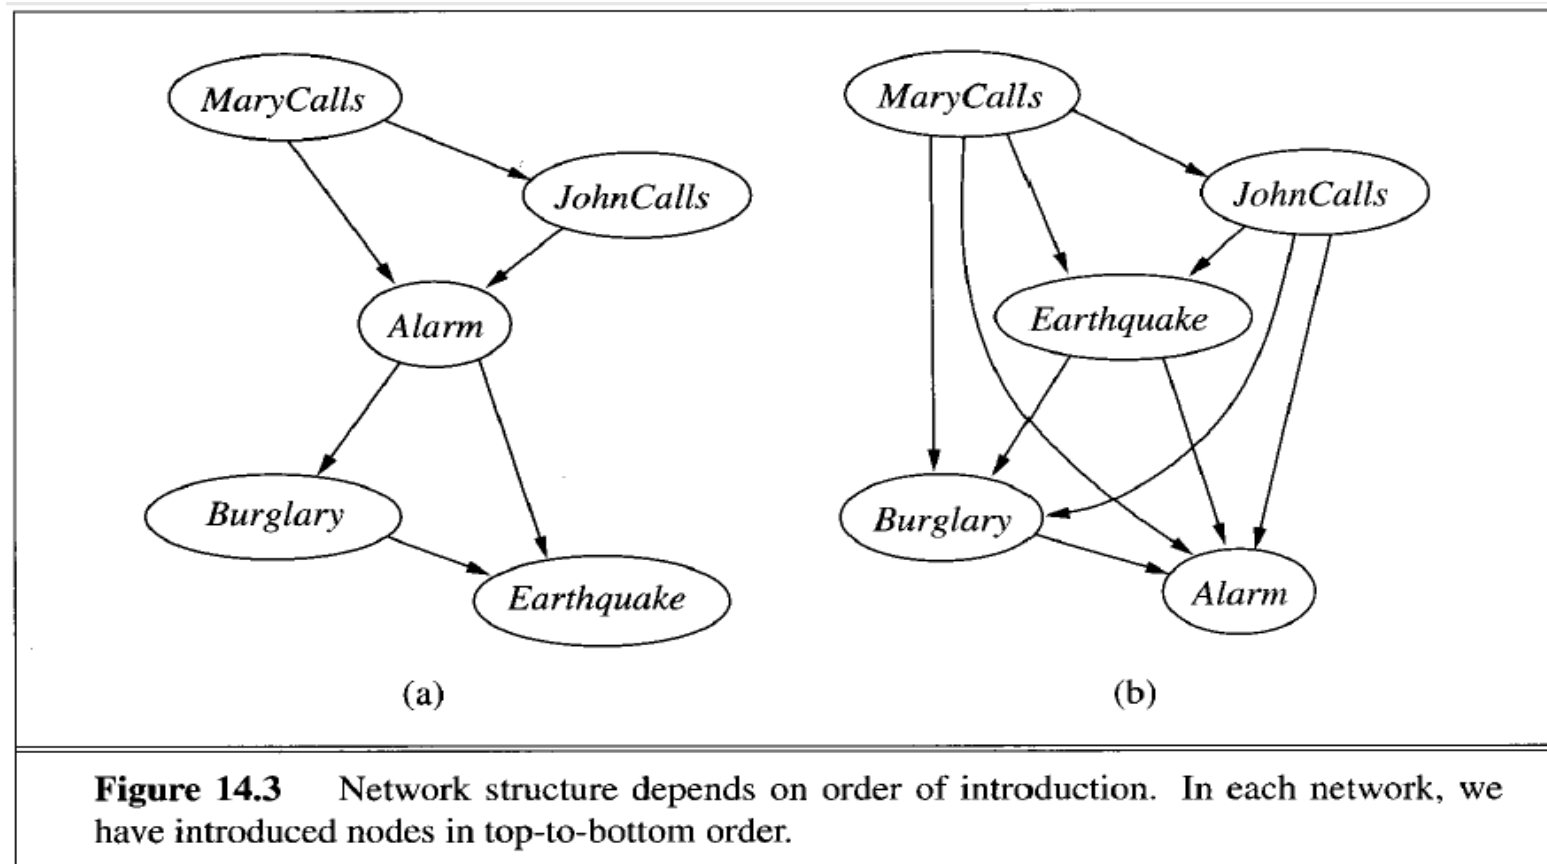 MaryCalls
JohnCalls
Alarm
Burglary
Earthquake
(a)
MaryCalls
JohnCalls
Earthquake
Burglary
Alarm
(b)
Figure 14.3 Network structure depends on order of introduction. In each network, we
have introduced nodes in top-to-bottom order.